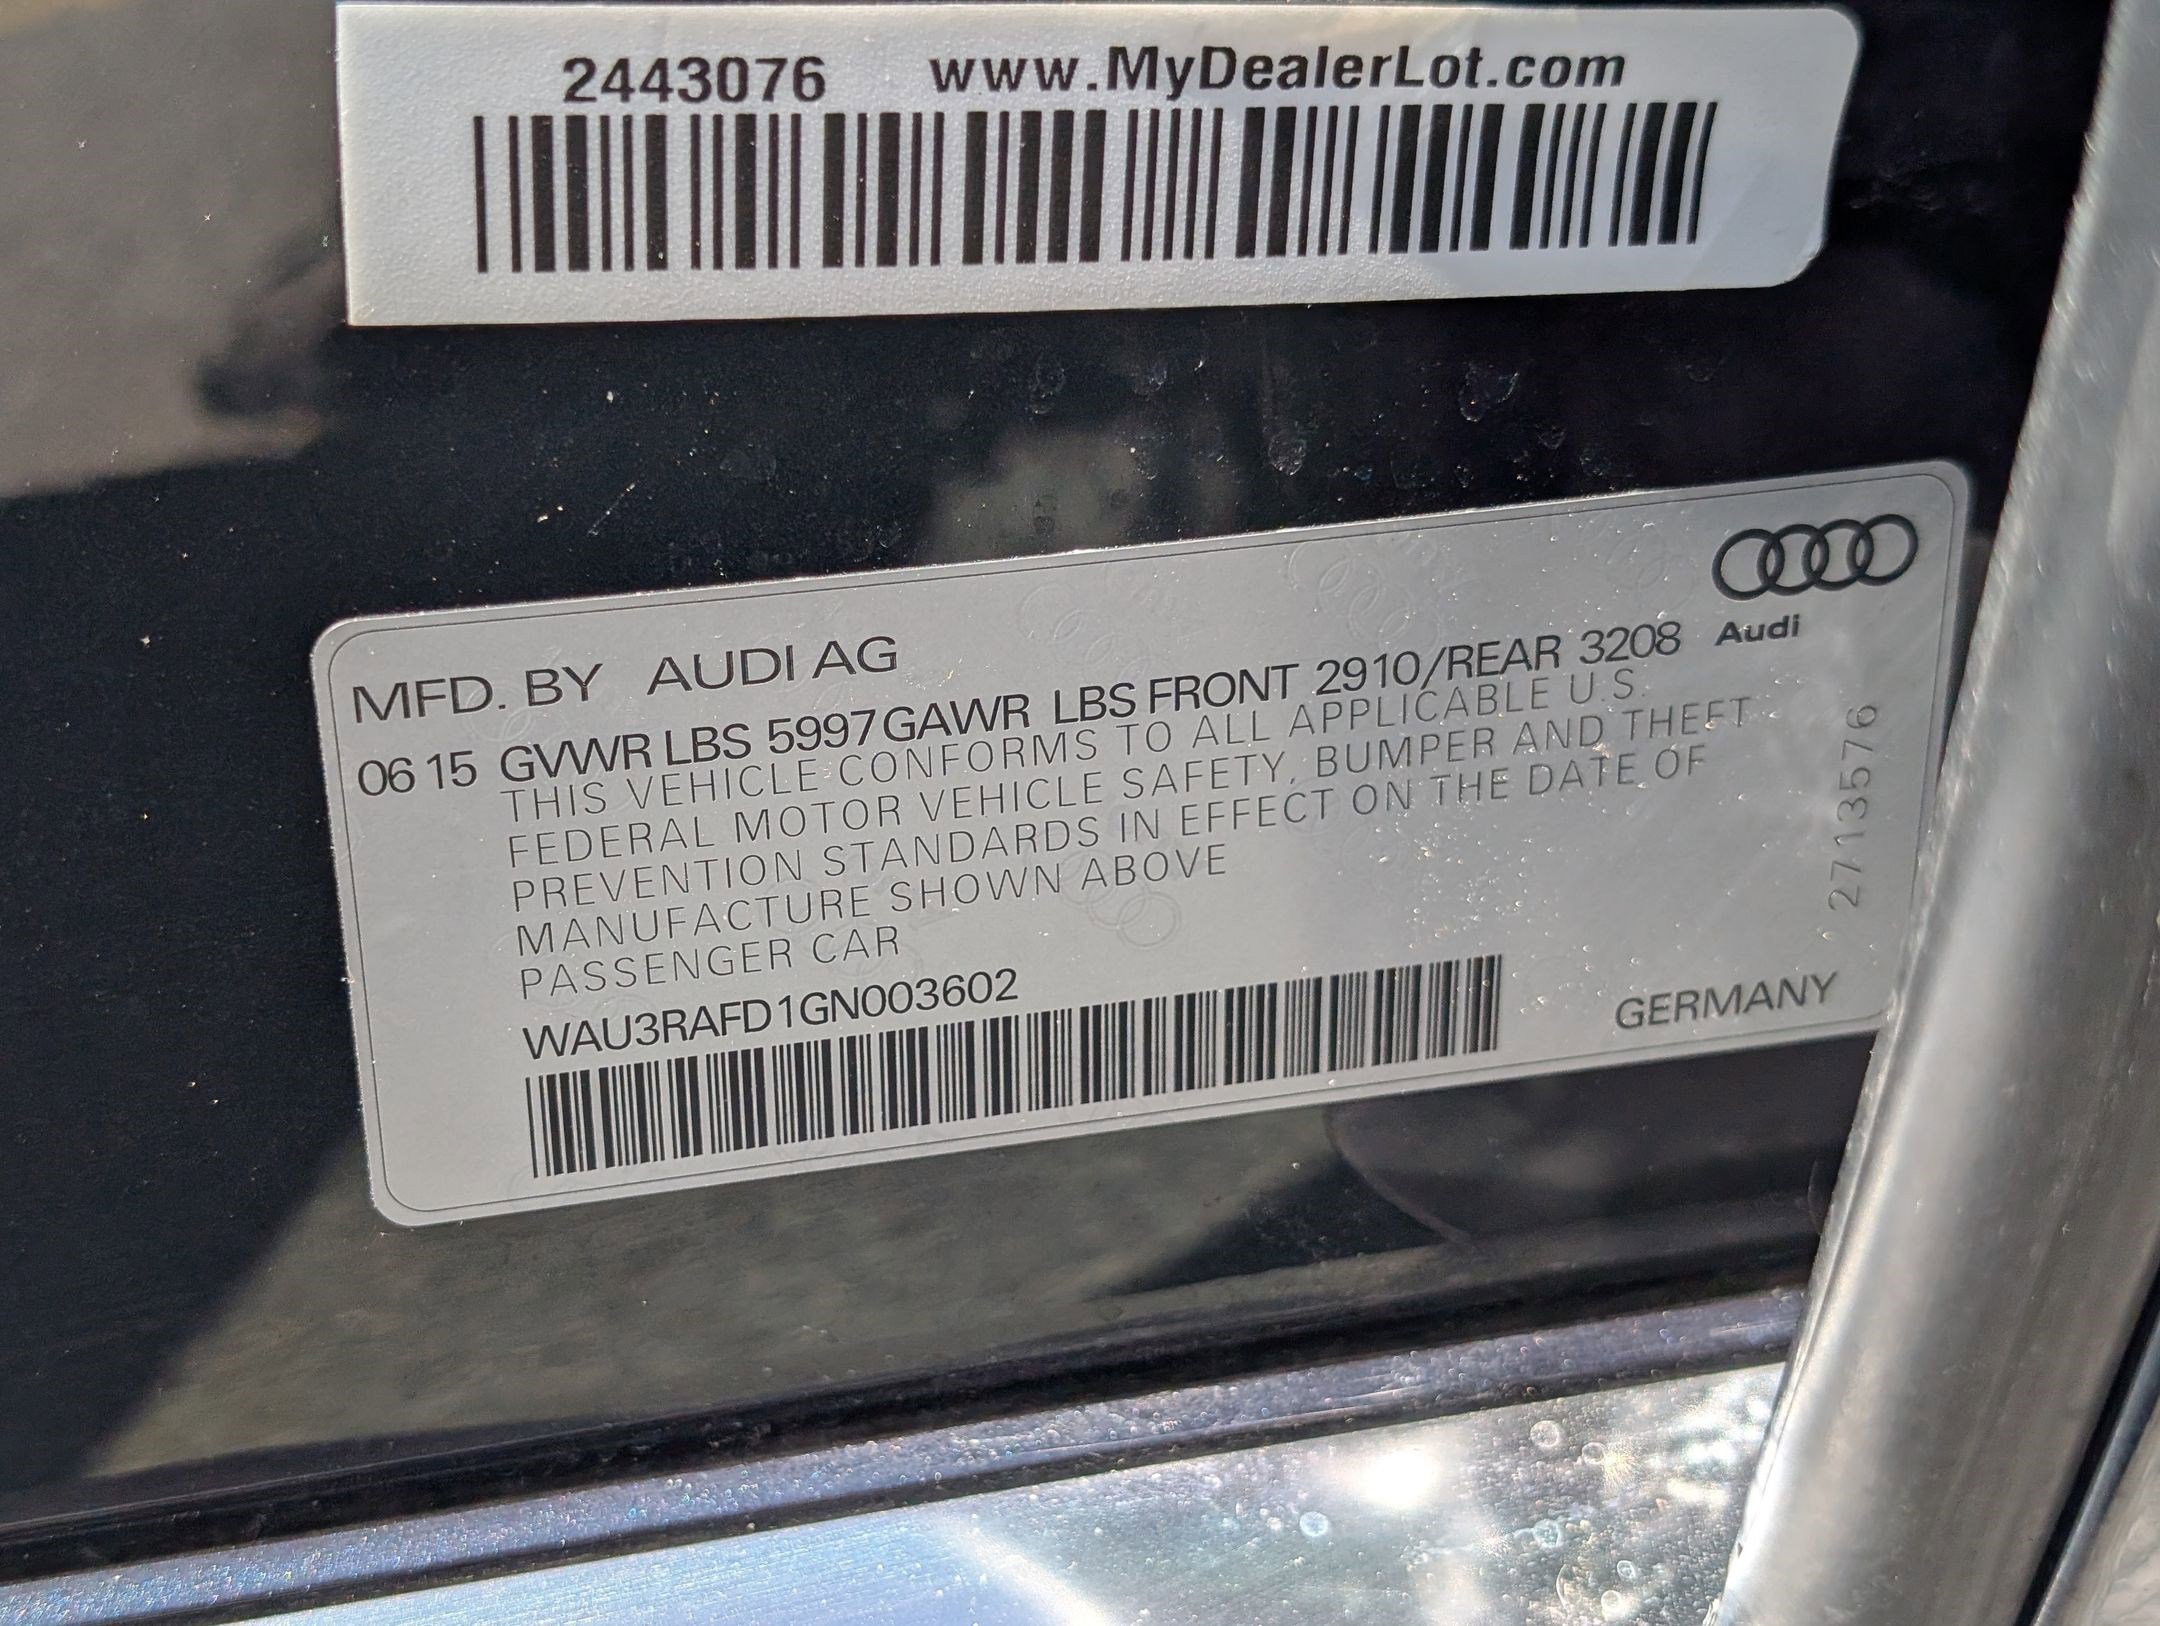 2443076 www.MyDealerLot.com
MFD. BY AUDI AG
Audi
06 15 GVWR LBS 5997 GAWR LBS FRONT 2910/REAR 3208
THIS VEHICLE CONFORMS TO ALL APPLICABLE U.S.
FEDERAL MOTOR VEHICLE SAFETY, BUMPER AND THEFT
PREVENTION STANDARDS IN EFFECT ON THE DATE OF
MANUFACTURE SHOWN ABOVE
PASSENGER CAR
WAU3RAFD1GN003602
GERMANY
2713576